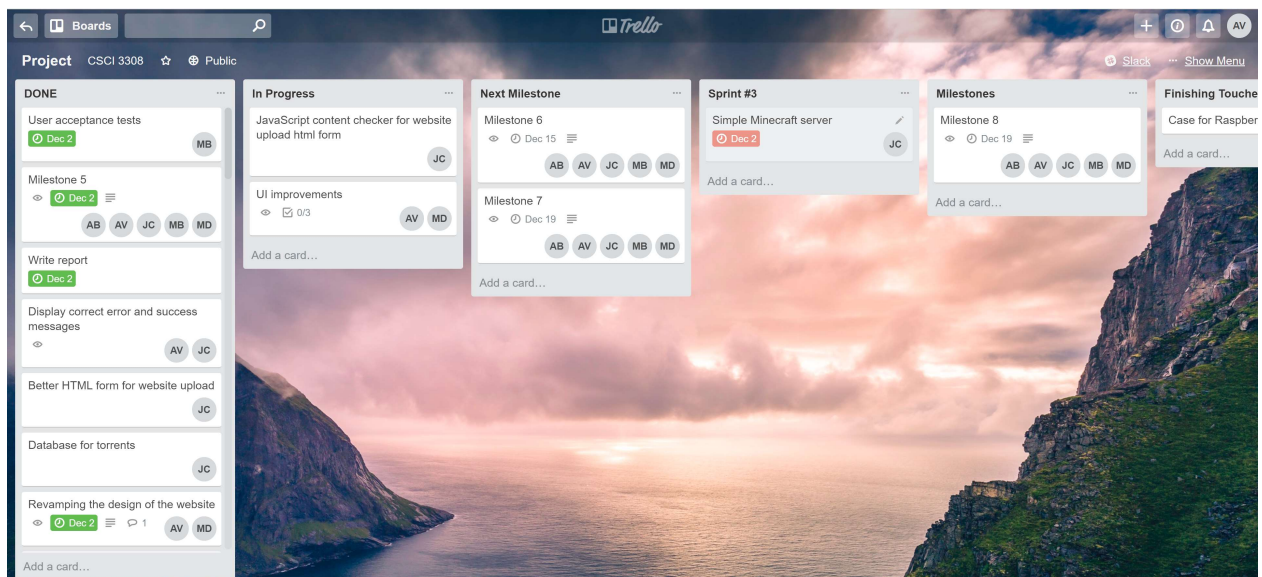 Boards
Trello
AV
Project CSCI 3308 Public
Slack ... Show Menu
DONE ...
User acceptance tests
Dec 2
MB
Milestone 5
Dec 2
AB AV JC MB MD
Write report
Dec 2
Display correct error and success
messages
AV JC
Better HTML form for website upload
JC
Database for torrents
JC
Revamping the design of the website
Dec 2 1
AV MD
Add a card...
In Progress ...
JavaScript content checker for website
upload html form
JC
UI improvements
0/3
AV MD
Add a card...
Next Milestone ...
Milestone 6
Dec 15
AB AV JC MB MD
Milestone 7
Dec 19
AB AV JC MB MD
Add a card...
Sprint #3 ...
Simple Minecraft server
Dec 2
JC
Add a card...
Milestones ...
Milestone 8
Dec 19
AB AV JC MB MD
Add a card...
Finishing Touche
Case for Raspber
Add a card...